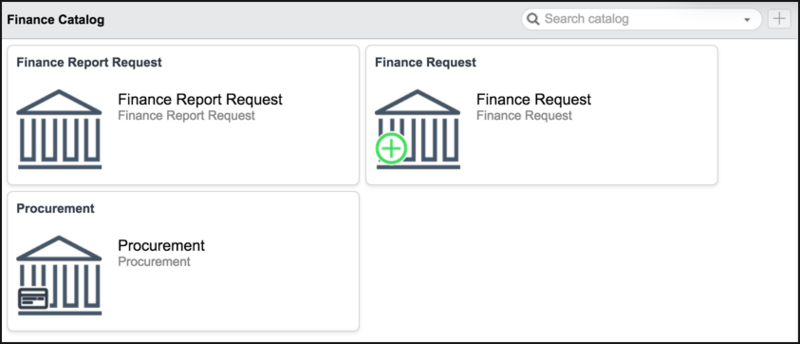 Finance Catalog
Search catalog
Finance Report Request
Finance Report Request
Finance Report Request
Finance Request
Finance Request
Finance Request
Procurement
Procurement
Procurement